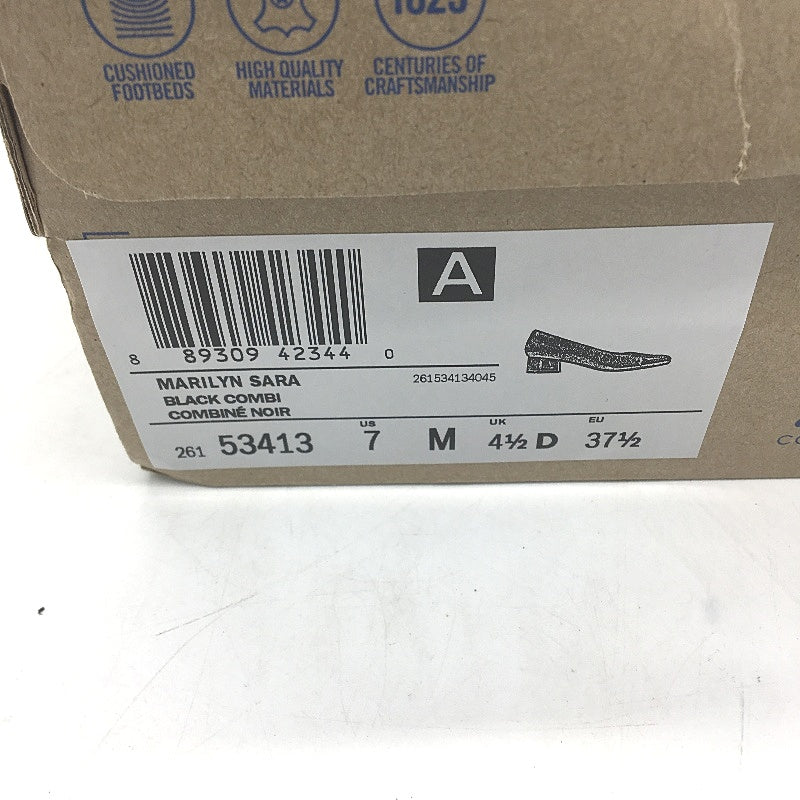 1825
CUSHIONED
FOOTBEDS
HIGH QUALITY
MATERIALS
CENTURIES OF
CRAFTSMANSHIP
A
8 89309 42344 0
MARILYN SARA
261534134045
BLACK COMBI
COMBINÉ NOIR
US UK EU
261 53413 7 M 4½ D 37½